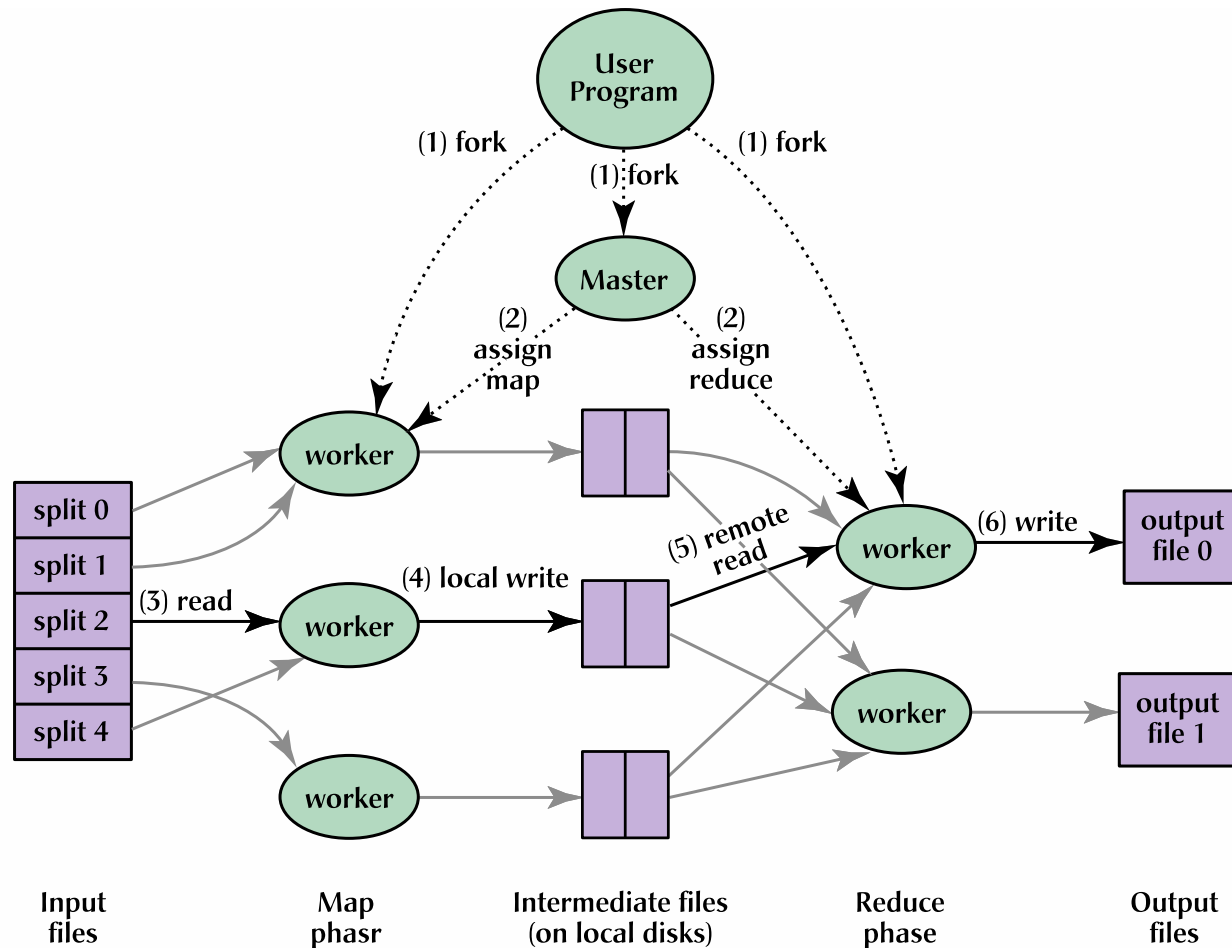 User
Program
(1) fork
(1) fork
(1) fork
Master
(2)
assign
map
(2)
assign
reduce
worker
split 0
split 1
split 2
split 3
split 4
(3) read
worker
(4) local write
worker
(5) remote
read
worker
(6) write
output
file 0
worker
output
file 1
Input
files
Map
phasr
Intermediate files
(on local disks)
Reduce
phase
Output
files